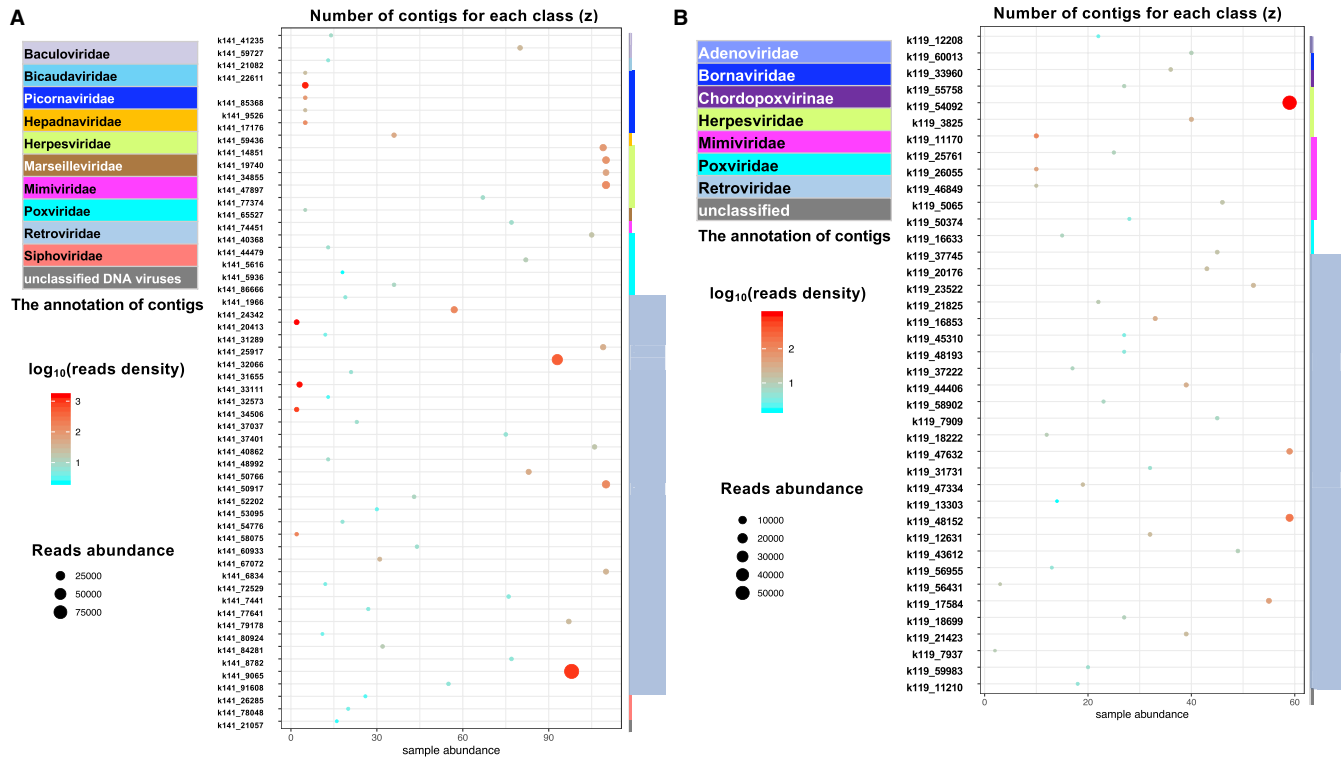 A
Number of contigs for each class (z)
Baculoviridae
Bicaudaviridae
Picornaviridae
Hepadnaviridae
Herpesviridae
Marseilleviridae
Mimiviridae
Poxviridae
Retroviridae
Siphoviridae
unclassified DNA viruses
The annotation of contigs
log10(reads density)
3
2
1
Reads abundance
25000
50000
75000
k141_41235
k141_59727
k141_21082
k141_22611
k141_85368
k141_9526
k141_17176
k141_59436
k141_14851
k141_19740
k141_34855
k141_47897
k141_77374
k141_65527
k141_74451
k141_40368
k141_44479
k141_5616
k141_5936
k141_86666
k141_1966
k141_24342
k141_20413
k141_31289
k141_25917
k141_32066
k141_31655
k141_33111
k141_32573
k141_34506
k141_37037
k141_37401
k141_40862
k141_48992
k141_50766
k141_50917
k141_52202
k141_53095
k141_54776
k141_58075
k141_60933
k141_67072
k141_6834
k141_72529
k141_7441
k141_77641
k141_79178
k141_80924
k141_84281
k141_8782
k141_9065
k141_91608
k141_26285
k141_78048
k141_21057
0 30 60 90
sample abundance
B
Number of contigs for each class (z)
Adenoviridae
Bornaviridae
Chordopoxvirinae
Herpesviridae
Mimiviridae
Poxviridae
Retroviridae
unclassified
The annotation of contigs
log10(reads density)
2
1
Reads abundance
10000
20000
30000
40000
50000
k119_12208
k119_60013
k119_33960
k119_55758
k119_54092
k119_3825
k119_11170
k119_25761
k119_26055
k119_46849
k119_5065
k119_50374
k119_16633
k119_37745
k119_20176
k119_23522
k119_21825
k119_16853
k119_45310
k119_48193
k119_37222
k119_44406
k119_58902
k119_7909
k119_18222
k119_47632
k119_31731
k119_47334
k119_13303
k119_48152
k119_12631
k119_43612
k119_56955
k119_56431
k119_17584
k119_18699
k119_21423
k119_7937
k119_59983
k119_11210
0 20 40 60
sample abundance